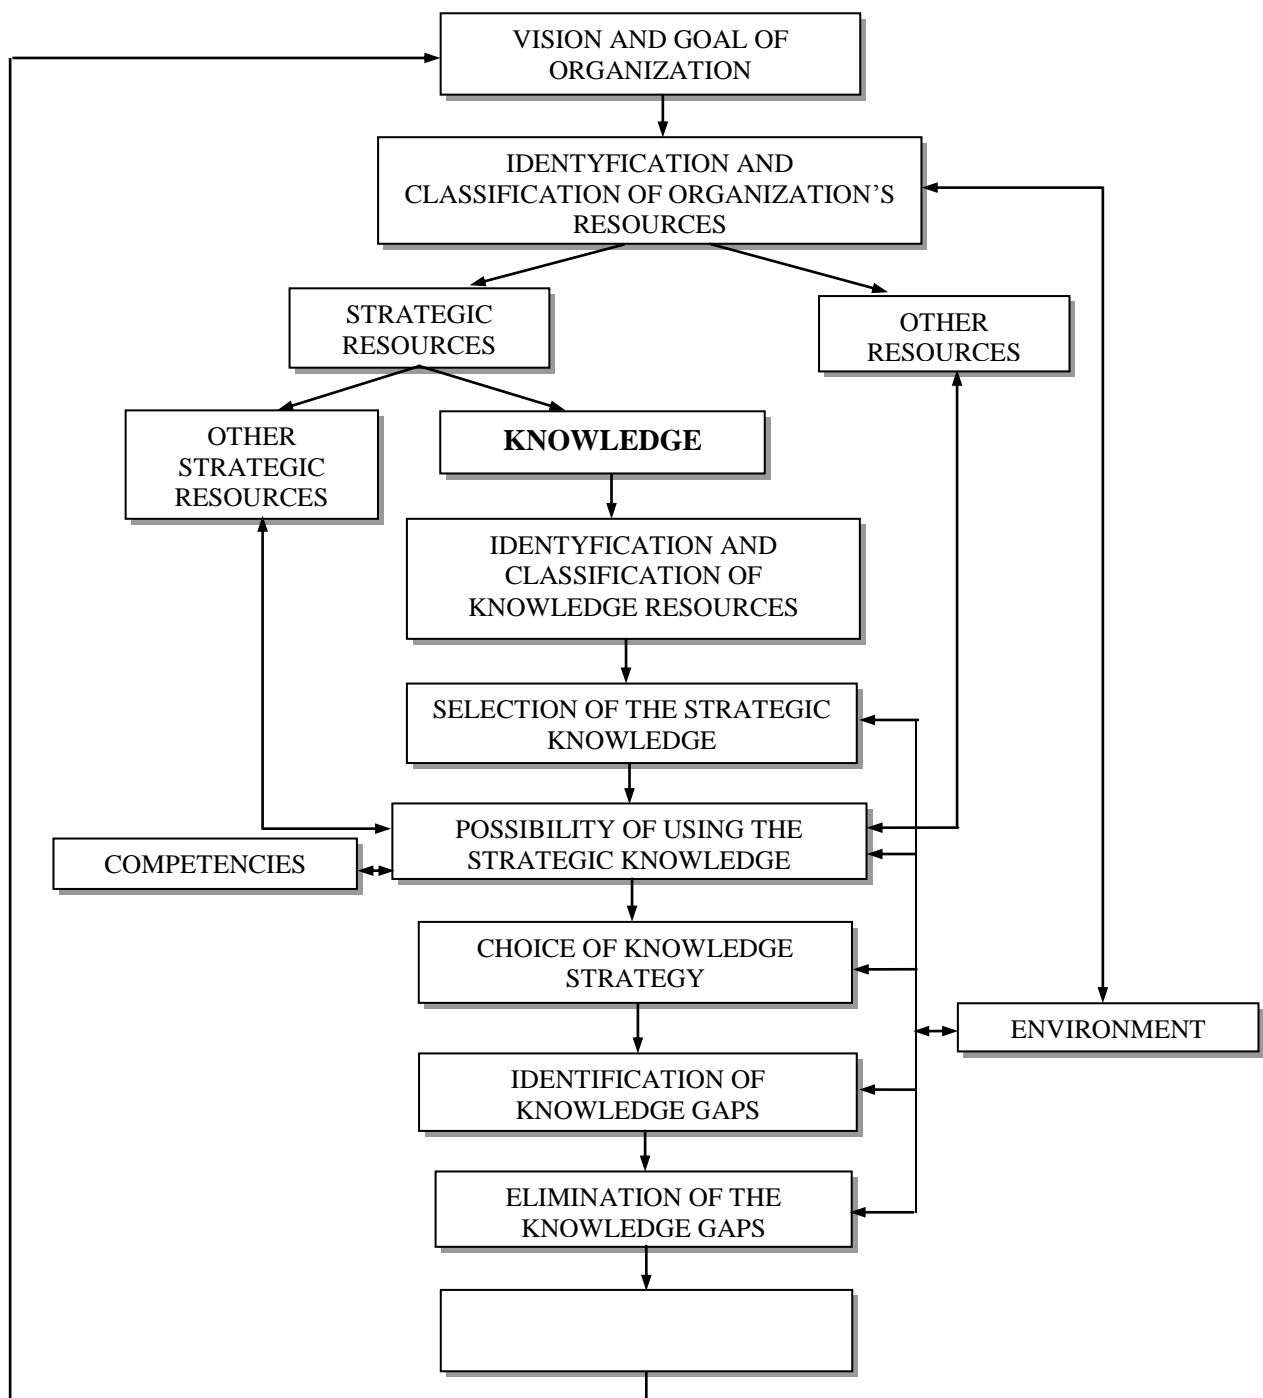 VISION AND GOAL OF
ORGANIZATION
IDENTYFICATION AND
CLASSIFICATION OF ORGANIZATION’S
RESOURCES
STRATEGIC
RESOURCES
OTHER
RESOURCES
OTHER
STRATEGIC
RESOURCES
KNOWLEDGE
IDENTYFICATION AND
CLASSIFICATION OF
KNOWLEDGE RESOURCES
SELECTION OF THE STRATEGIC
KNOWLEDGE
POSSIBILITY OF USING THE
STRATEGIC KNOWLEDGE
COMPETENCIES
CHOICE OF KNOWLEDGE
STRATEGY
ENVIRONMENT
IDENTIFICATION OF
KNOWLEDGE GAPS
ELIMINATION OF THE
KNOWLEDGE GAPS